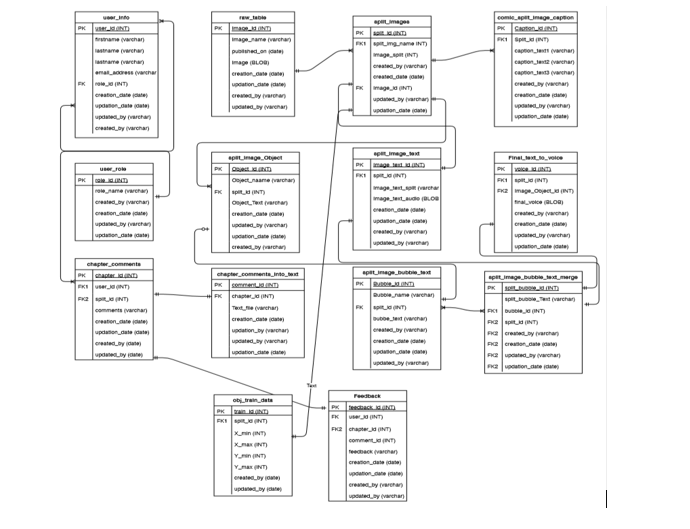 user_info
PK user_id (INT)
firstname (varchar)
lastname (varchar)
lastname (varchar)
email_address (varchar
FK role_id (INT)
creation_date (date)
updation_date (date)
updated_by (varchar)
created_by (varchar)
raw_table
PK image_id (INT)
image_name (varchar)
published_on (date)
image (BLOB)
creation_date (date)
updation_date (date)
created_by (varchar)
updated_by (varchar)
split_images
PK split_id (INT)
FK1 split_img_name INT)
image_split (INT)
created_by (varchar)
created_date (date)
FK image_id (INT)
updated_by (varchar)
updation_date (date)
comic_split_image_caption
PK Caption_id (INT)
FK1 Split_id (INT)
caption_text1 (varchar)
caption_text2 (varchar)
caption_text3 (varchar)
created_by (varchar)
creation_date (date)
updated_by (varchar)
updation_date (date)
user_role
PK role_id (INT)
role_name (varchar)
created_by (varchar)
creation_date (date)
updated_by (varchar)
updation_date (date)
split_image_Object
PK Object_id (INT)
Object_naame (varchar)
FK split_id (INT)
Object_Text (varchar)
creation_date (date)
updated_by (varchar)
updation_date (date)
created_by (varchar)
split_image_text
PK image_text_id (INT)
FK1 split_id (INT)
image_text_split (varchar
image_text_audio (BLOB
creation_date (date)
updation_date (date)
created_by (varchar)
updated_by (varchar)
Final_text_to_voice
PK voice_id (INT)
FK1 split_id (INT)
FK2 image_Object_id (INT)
final_voice (BLOB)
created_by (varchar)
creation_date (date)
updated_by (varchar)
updation_date (date)
chapter_comments
PK chapter_id (INT)
FK1 user_id (INT)
FK2 split_id (INT)
comments (varchar)
creation_date (date)
updation_date (date)
created_by (date)
updated_by (date)
chapter_comments_into_text
PK comment_id (INT)
FK chapter_id (INT)
Text_file (varchar)
creation_date (date)
updation_by (varchar)
updated_by (varchar)
updation_date (date)
split_image_bubble_text
PK Bubble_id (INT)
Bubble_name (varchar)
FK split_id (INT)
bubble_text (varchar)
created_by (varchar)
creation_date (date)
updation_date (date)
updated_by (varchar)
split_image_bubble_text_merge
PK split_bubble_id (INT)
split_bubble_Text (varchar)
FK1 bubble_id (INT)
FK2 split_id (INT)
FK2 created_by (varchar)
FK2 creation_date (date)
FK2 updated_by (varchar)
FK2 updation_date (date)
Text
obj_train_data
PK train_id (INT)
FK1 split_id (INT)
X_min (INT)
X_max (INT)
Y_min (INT)
Y_max (INT)
created_by (date)
updated_by (date)
Feedback
PK feedback_id (INT)
FK user_id (INT)
FK2 chapter_id (INT)
comment_id (INT)
feedback (varchar)
creation_date (date)
updation_date (date)
created_by (varchar)
updated_by (varchar)